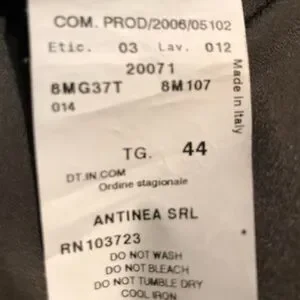 COM. PROD/2006/05102
Etic. 03 Lav. 012
20071
8MG37T 8M107
014
Made in Italy
TG. 44
DT.IN.COM
Ordine stagionale
ANTINEA SRL
RN103723
DO NOT WASH
DO NOT BLEACH
DO NOT TUMBLE DRY
COOL IRON